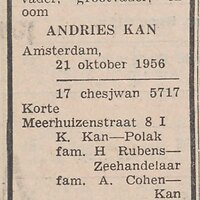 vader, grootvader, en
oom
ANDRIES KAN
Amsterdam,
21 oktober 1956
17 chesjwan 5717
Korte
Meerhuizenstraat 8 I
K. Kan—Polak
fam. H Rubens—
Zeehandelaar
fam. A. Cohen—
Kan